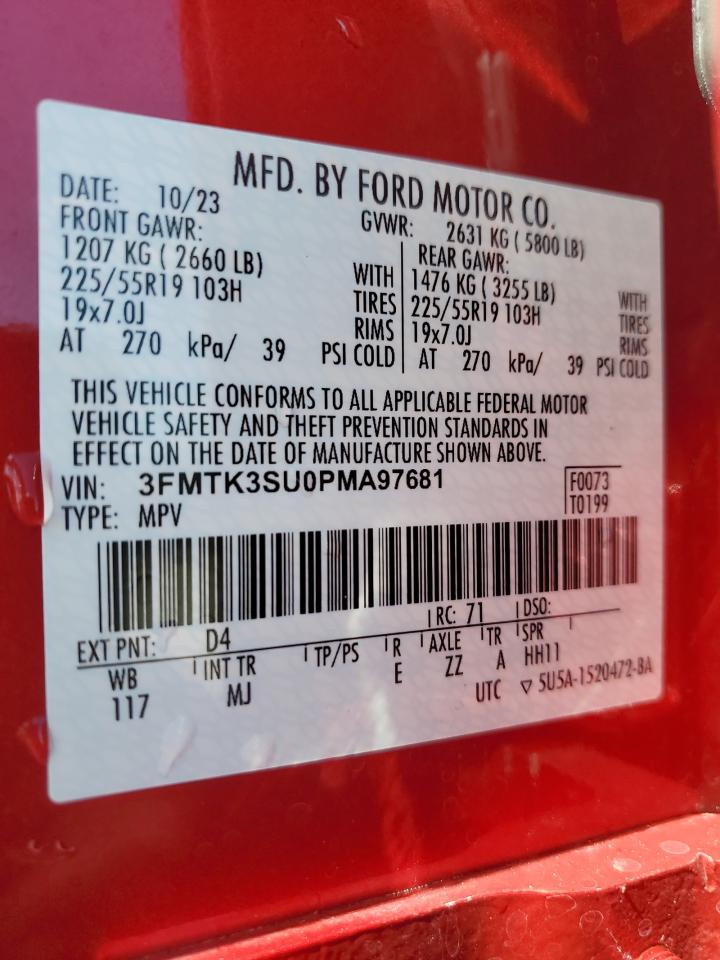 MFD. BY FORD MOTOR CO.
DATE: 10/23 GVWR: 2631 KG ( 5800 LB)
FRONT GAWR: REAR GAWR:
1207 KG ( 2660 LB) WITH 1476 KG ( 3255 LB) WITH
225/55R19 103H TIRES 225/55R19 103H TIRES
19x7.0J RIMS 19x7.0J RIMS
AT 270 kPa/ 39 PSI COLD AT 270 kPa/ 39 PSI COLD
THIS VEHICLE CONFORMS TO ALL APPLICABLE FEDERAL MOTOR
VEHICLE SAFETY AND THEFT PREVENTION STANDARDS IN
EFFECT ON THE DATE OF MANUFACTURE SHOWN ABOVE.
VIN: 3FMTK3SU0PMA97681 F0073
TYPE: MPV T0199
EXT PNT: D4 RC: 71 DSO:
WB INT TR TP/PS R AXLE TR SPR
117 MJ E ZZ A HH11
UTC ▽ 5U5A-1520472-BA